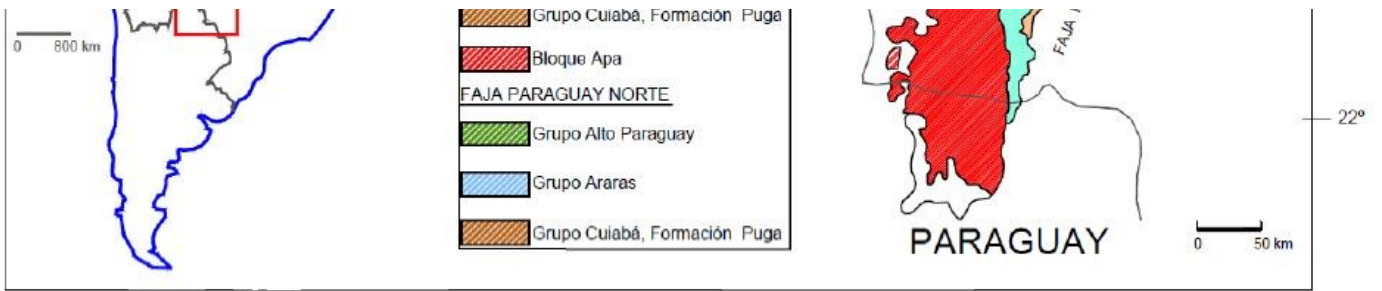 0 800 km
Grupo Cuiabá, Formación Puga
Bloque Apa
FAJA PARAGUAY NORTE
Grupo Alto Paraguay
Grupo Araras
Grupo Cuiabá, Formación Puga
FAJA
22º
PARAGUAY
0 50 km